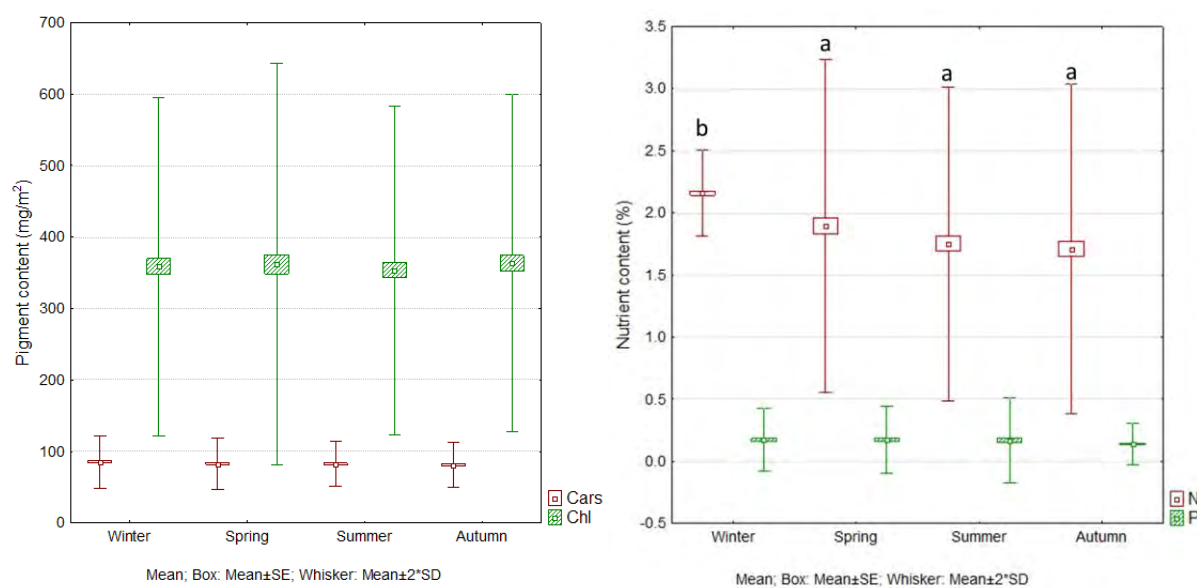 700
600
500
400
300
200
100
0
Pigment content (mg/m²)
Winter Spring Summer Autumn
Cars
Chl
Mean; Box: Mean±SE; Whisker: Mean±2*SD
3.5
3.0
2.5
2.0
1.5
1.0
0.5
0.0
-0.5
Nutrient content (%)
b a a a
Winter Spring Summer Autumn
N
P
Mean; Box: Mean±SE; Whisker: Mean±2*SD